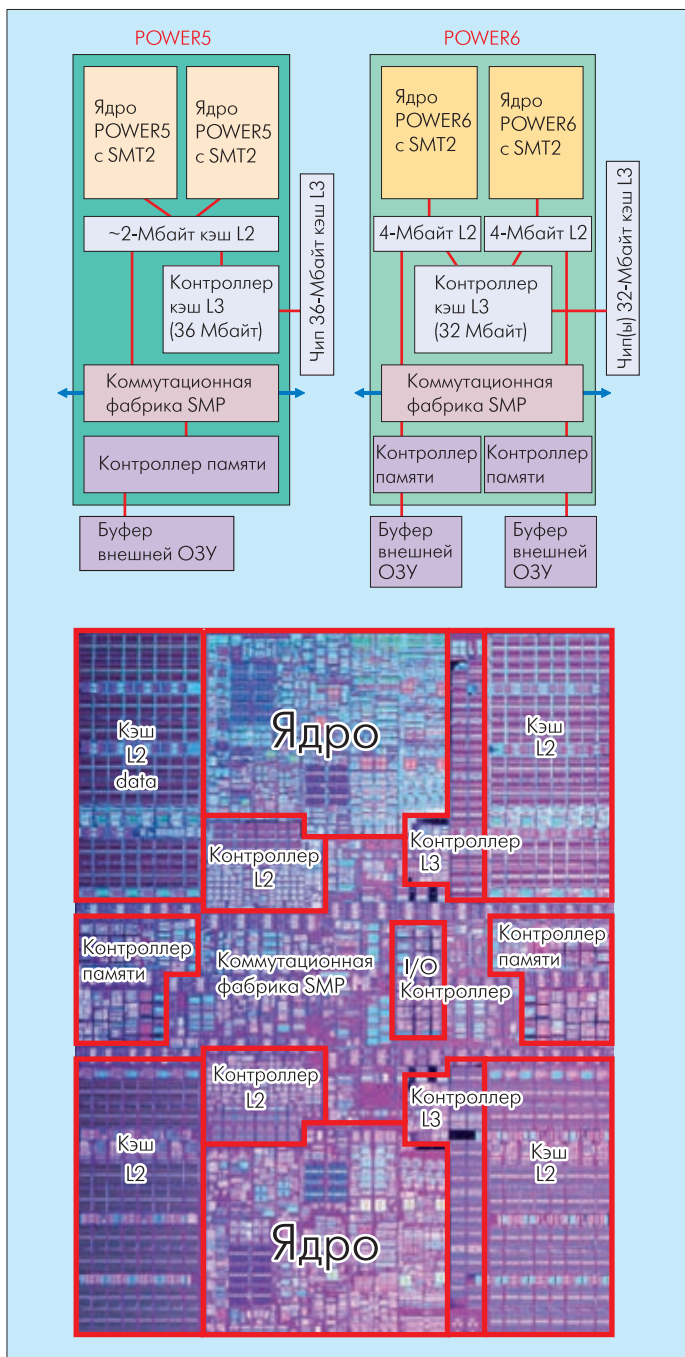 POWER5
Ядро
POWER5
с SMT2
Ядро
POWER5
с SMT2
~2-Мбайт кэш L2
Контроллер
кэш L3
(36 Мбайт)
Чип 36-Мбайт кэш L3
Коммутационная
фабрика SMP
Контроллер памяти
Буфер
внешней ОЗУ
POWER6
Ядро
POWER6
с SMT2
Ядро
POWER6
с SMT2
4-Мбайт L2
4-Мбайт L2
Контроллер
кэш L3
(32 Мбайт)
Чип(ы) 32-Мбайт кэш L3
Коммутационная
фабрика SMP
Контроллер
памяти
Контроллер
памяти
Буфер
внешней ОЗУ
Буфер
внешней ОЗУ
Кэш
L2
data
Ядро
Кэш
L2
Контроллер
L2
Контроллер
L3
Контроллер
памяти
Коммутационная
фабрика SMP
I/O
Контроллер
Контроллер
памяти
Контроллер
L2
Контроллер
L3
Кэш
L2
Ядро
Кэш
L2